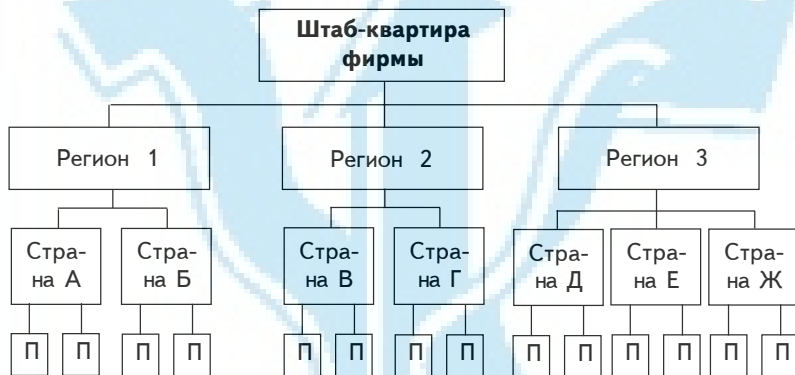 Штаб-квартира
фирмы
Регион 1
Регион 2
Регион 3
Стра-
на А
Стра-
на Б
Стра-
на В
Стра-
на Г
Стра-
на Д
Стра-
на Е
Стра-
на Ж
П
П
П
П
П
П
П
П
П
П
П
П
П
П